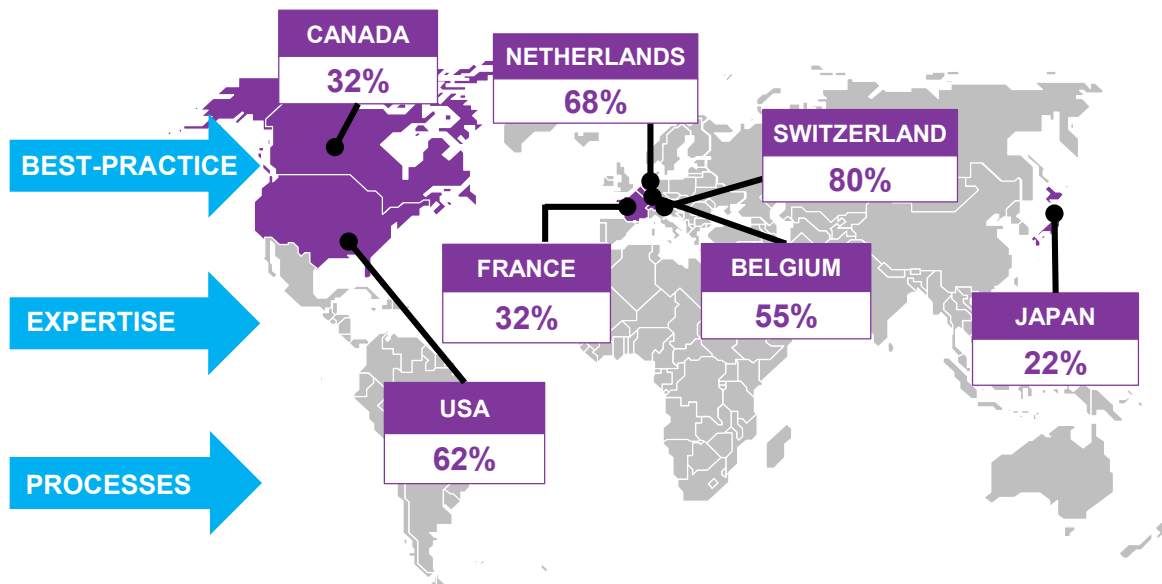 CANADA
32%
NETHERLANDS
68%
SWITZERLAND
80%
BEST-PRACTICE
FRANCE
32%
BELGIUM
55%
EXPERTISE
JAPAN
22%
USA
62%
PROCESSES